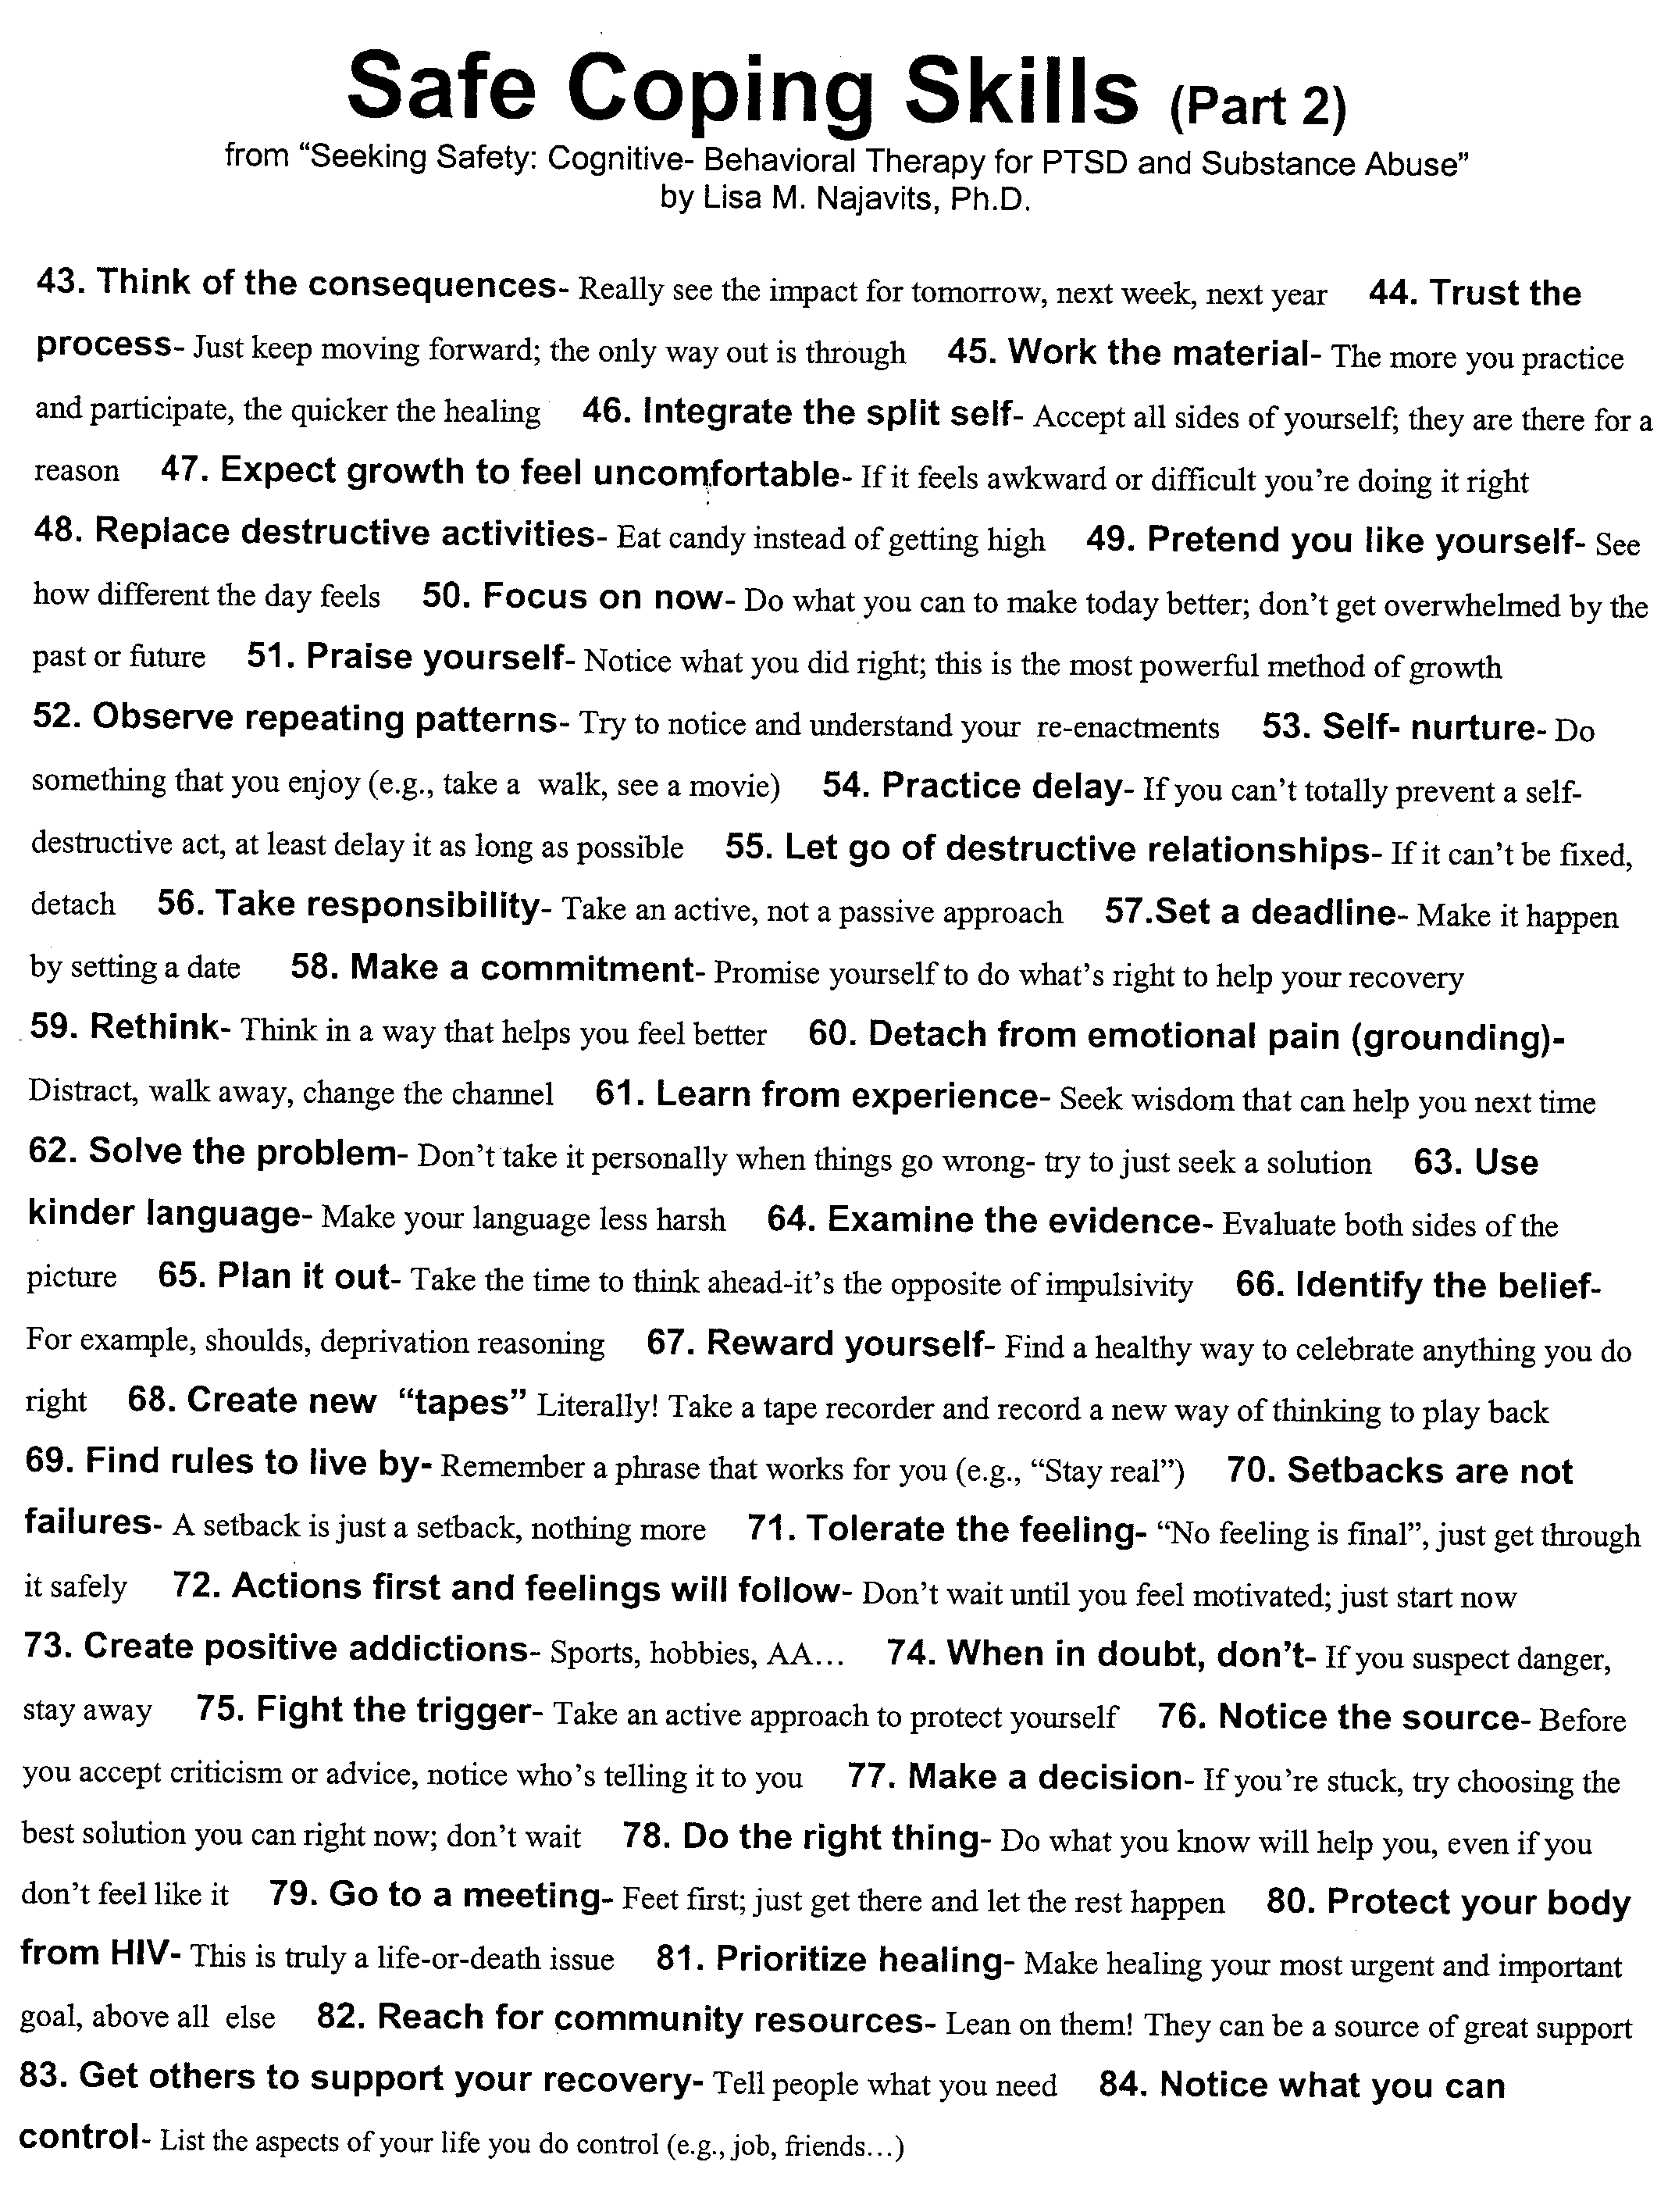 Safe Coping Skills (Part 2)
from “Seeking Safety: Cognitive- Behavioral Therapy for PTSD and Substance Abuse”
by Lisa M. Najavits, Ph.D.
43. Think of the consequences- Really see the impact for tomorrow, next week, next year 44. Trust the
process- Just keep moving forward; the only way out is through 45. Work the material- The more you practice
and participate, the quicker the healing 46. Integrate the split self- Accept all sides of yourself; they are there for a
reason 47. Expect growth to feel uncomfortable- If it feels awkward or difficult you’re doing it right
48. Replace destructive activities- Eat candy instead of getting high 49. Pretend you like yourself- See
how different the day feels 50. Focus on now- Do what you can to make today better; don’t get overwhelmed by the
past or future 51. Praise yourself- Notice what you did right; this is the most powerful method of growth
52. Observe repeating patterns- Try to notice and understand your re-enactments 53. Self- nurture- Do
something that you enjoy (e.g., take a walk, see a movie) 54. Practice delay- If you can’t totally prevent a self-
destructive act, at least delay it as long as possible 55. Let go of destructive relationships- If it can’t be fixed,
detach 56. Take responsibility- Take an active, not a passive approach 57.Set a deadline- Make it happen
by setting a date 58. Make a commitment- Promise yourself to do what’s right to help your recovery
59. Rethink- Think in a way that helps you feel better 60. Detach from emotional pain (grounding)-
Distract, walk away, change the channel 61. Learn from experience- Seek wisdom that can help you next time
62. Solve the problem- Don’t take it personally when things go wrong- try to just seek a solution 63. Use
kinder language- Make your language less harsh 64. Examine the evidence- Evaluate both sides of the
picture 65. Plan it out- Take the time to think ahead-it’s the opposite of impulsivity 66. Identify the belief-
For example, shoulds, deprivation reasoning 67. Reward yourself- Find a healthy way to celebrate anything you do
right 68. Create new “tapes” Literally! Take a tape recorder and record a new way of thinking to play back
69. Find rules to live by- Remember a phrase that works for you (e.g., “Stay real”) 70. Setbacks are not
failures- A setback is just a setback, nothing more 71. Tolerate the feeling- “No feeling is final”, just get through
it safely 72. Actions first and feelings will follow- Don’t wait until you feel motivated; just start now
73. Create positive addictions- Sports, hobbies, AA... 74. When in doubt, don’t- If you suspect danger,
stay away 75. Fight the trigger- Take an active approach to protect yourself 76. Notice the source- Before
you accept criticism or advice, notice who’s telling it to you 77. Make a decision- If you’re stuck, try choosing the
best solution you can right now; don’t wait 78. Do the right thing- Do what you know will help you, even if you
don’t feel like it 79. Go to a meeting- Feet first; just get there and let the rest happen 80. Protect your body
from HIV- This is truly a life-or-death issue 81. Prioritize healing- Make healing your most urgent and important
goal, above all else 82. Reach for community resources- Lean on them! They can be a source of great support
83. Get others to support your recovery- Tell people what you need 84. Notice what you can
control- List the aspects of your life you do control (e.g., job, friends...)